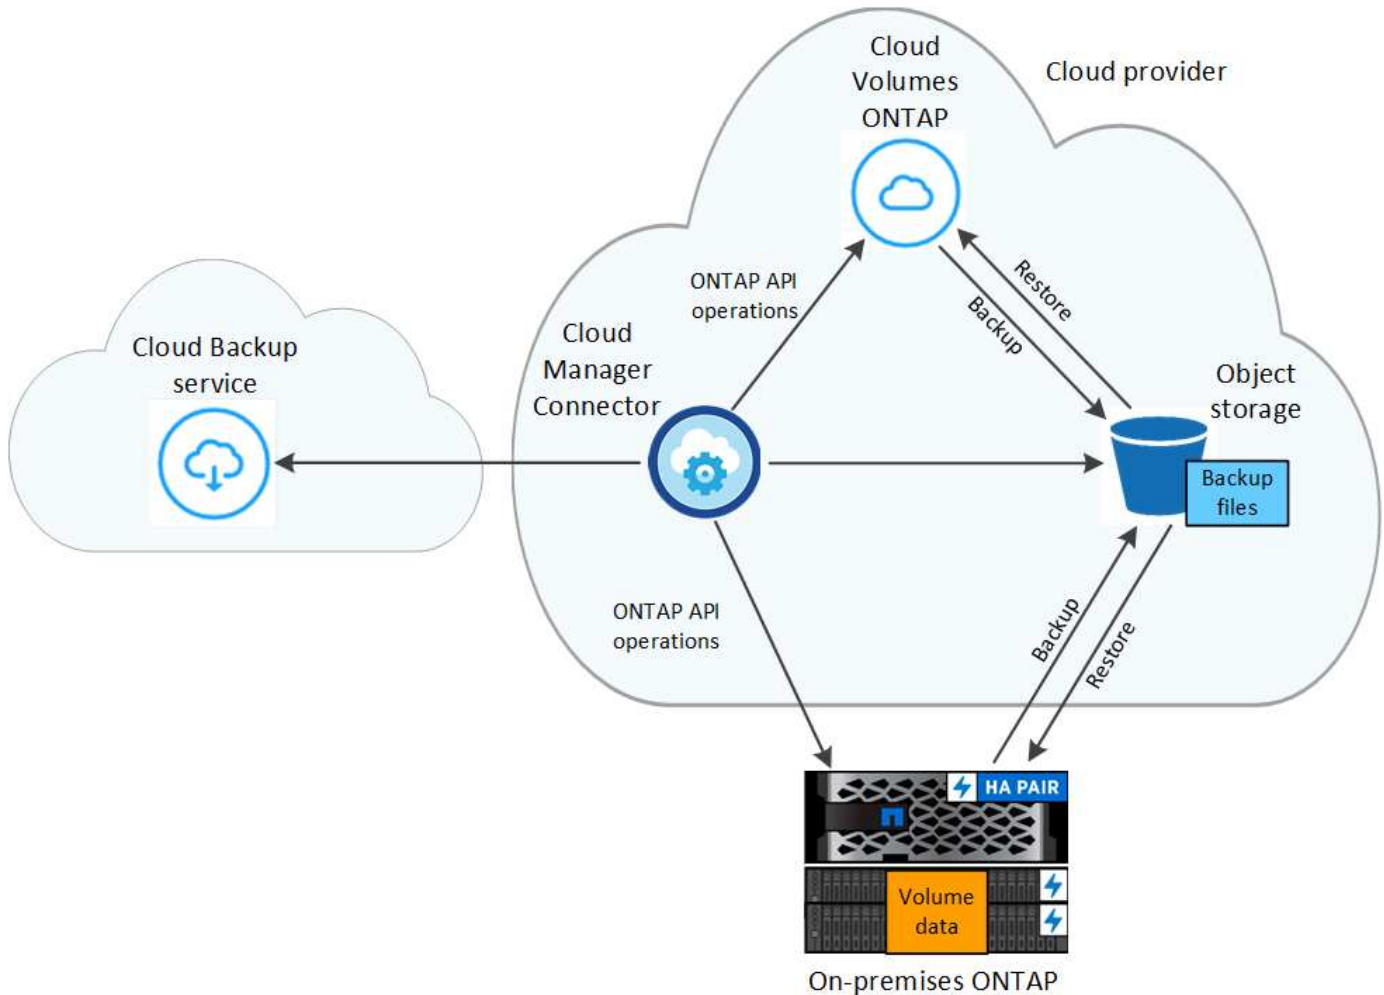 Cloud
Volumes
ONTAP
Cloud provider
ONTAP API
operations
Restore
Backup
Cloud Backup
service
Cloud
Manager
Connector
Object
storage
Backup
files
ONTAP API
operations
Backup
Restore
HA PAIR
Volume
data
On-premises ONTAP